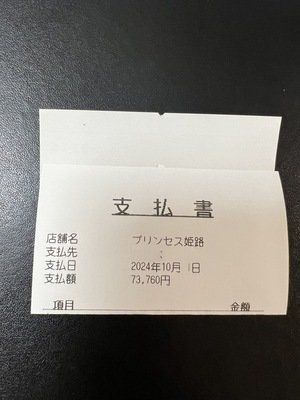 支 払 書
店舗名 プリンセス姫路
支払先 :
支払日 2024年10月 1日
支払額 73,760円
項目 金額